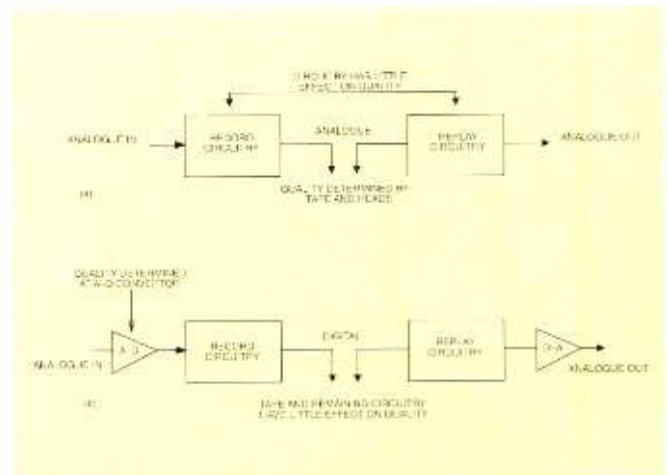 CIRCUITRY HAS LITTLE
EFFECT ON QUALITY
ANALOGUE IN
RECORD
CIRCUITRY
ANALOGUE
REPLAY
CIRCUITRY
ANALOGUE OUT
QUALITY DETERMINED BY
TAPE AND HEADS
QUALITY DETERMINED
AT A-D CONVERTOR
ANALOGUE IN
A-D
RECORD
CIRCUITRY
DIGITAL
REPLAY
CIRCUITRY
D-A
ANALOGUE OUT
TAPE AND REMAINING CIRCUITRY
HAVE LITTLE EFFECT ON QUALITY